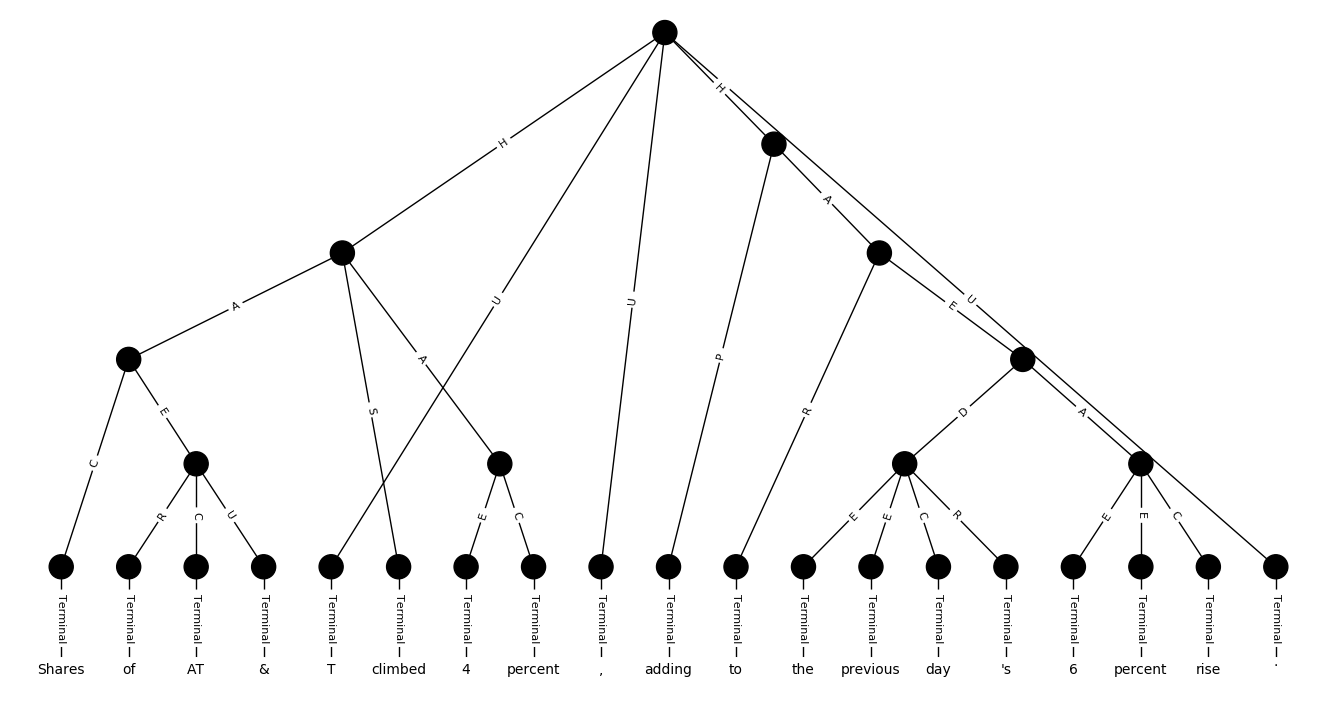 H
H
A
U
A
U
U
A
E
P
A
S
E
R
D
A
C
E
R
C
U
E
C
E
E
C
R
E
E
C
Terminal Terminal Terminal Terminal Terminal Terminal Terminal Terminal Terminal Terminal Terminal Terminal Terminal Terminal Terminal Terminal Terminal Terminal Terminal
Shares of AT & T climbed 4 percent , adding to the previous day 's 6 percent rise .